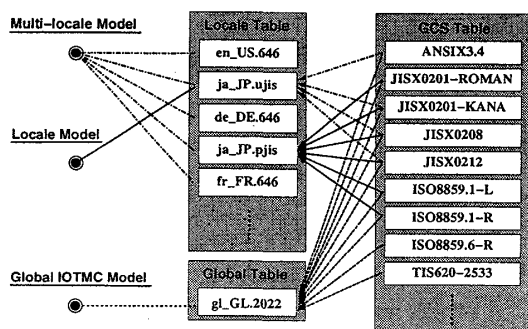 Multi-locale Model
Locale Model
Global IOTMC Model
Locale Table
en_US.646
ja_JP.ujis
de_DE.646
ja_JP.pjis
fr_FR.646
Global Table
gl_GL.2022
GCS Table
ANSIX3.4
JISX0201-ROMAN
JISX0201-KANA
JISX0208
JISX0212
ISO8859.1-L
ISO8859.1-R
ISO8859.6-R
TIS620-2533